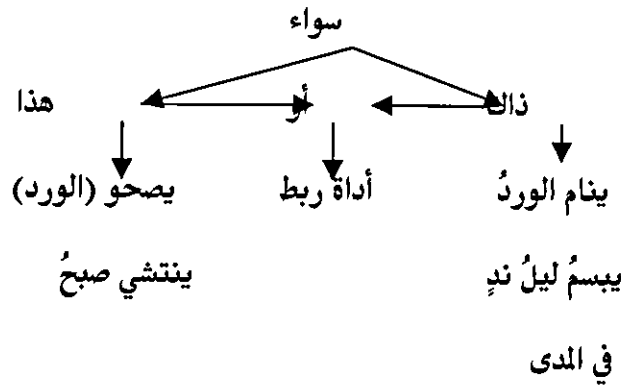 سواء
ذاك أو هذا
ينام الوردُ أداة ربط يصحو (الورد)
يبسمُ ليلُ ندٍ ينتشي صبحُ
في المدى